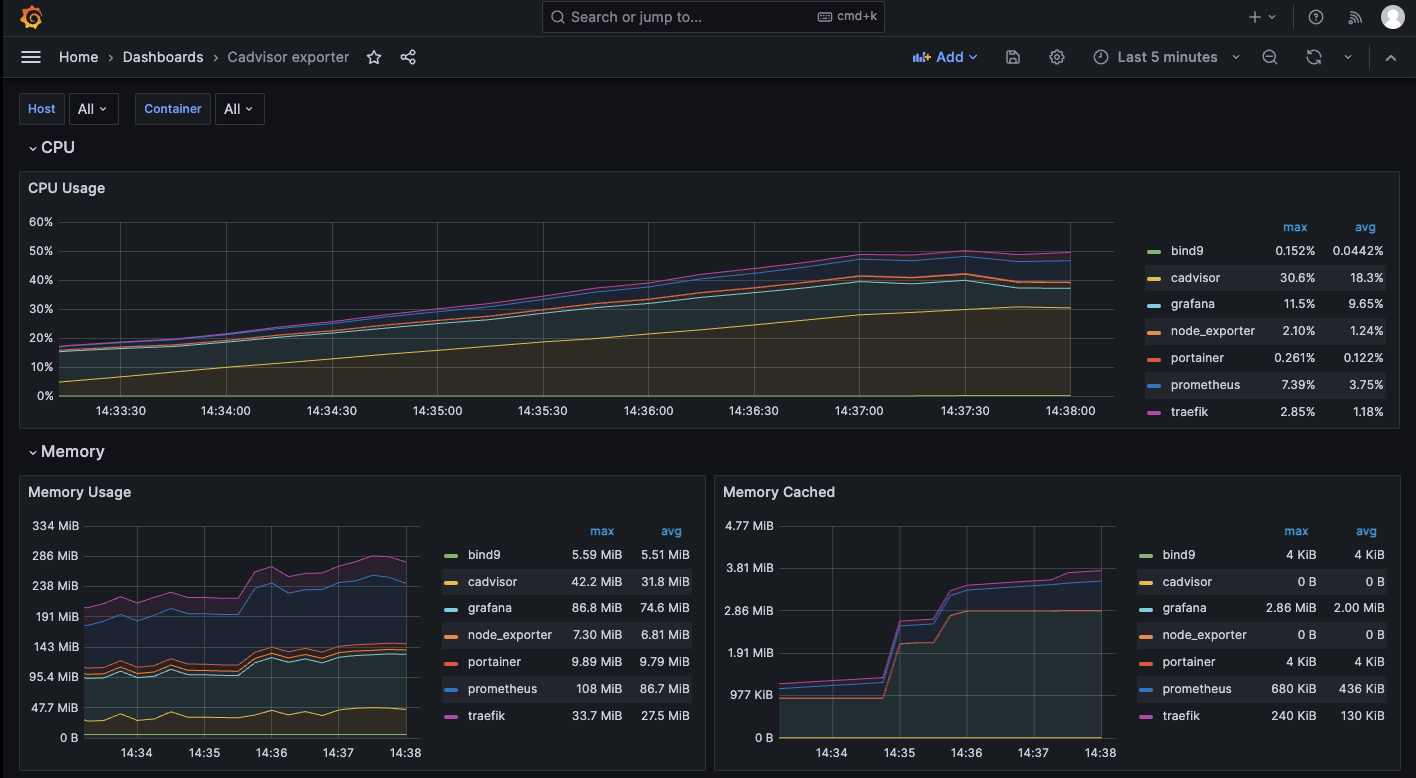 Search or jump to... cmd+k
Home › Dashboards › Cadvisor exporter Add Last 5 minutes
Host All Container All
CPU
CPU Usage
60%
50%
40%
30%
20%
10%
0%
14:33:30 14:34:00 14:34:30 14:35:00 14:35:30 14:36:00 14:36:30 14:37:00 14:37:30 14:38:00
max avg
bind9 0.152% 0.0442%
cadvisor 30.6% 18.3%
grafana 11.5% 9.65%
node_exporter 2.10% 1.24%
portainer 0.261% 0.122%
prometheus 7.39% 3.75%
traefik 2.85% 1.18%
Memory
Memory Usage
334 MiB
286 MiB
238 MiB
191 MiB
143 MiB
95.4 MiB
47.7 MiB
0 B
14:34 14:35 14:36 14:37 14:38
max avg
bind9 5.59 MiB 5.51 MiB
cadvisor 42.2 MiB 31.8 MiB
grafana 86.8 MiB 74.6 MiB
node_exporter 7.30 MiB 6.81 MiB
portainer 9.89 MiB 9.79 MiB
prometheus 108 MiB 86.7 MiB
traefik 33.7 MiB 27.5 MiB
Memory Cached
4.77 MiB
3.81 MiB
2.86 MiB
1.91 MiB
977 KiB
0 B
14:34 14:35 14:36 14:37 14:38
max avg
bind9 4 KiB 4 KiB
cadvisor 0 B 0 B
grafana 2.86 MiB 2.00 MiB
node_exporter 0 B 0 B
portainer 4 KiB 4 KiB
prometheus 680 KiB 436 KiB
traefik 240 KiB 130 KiB